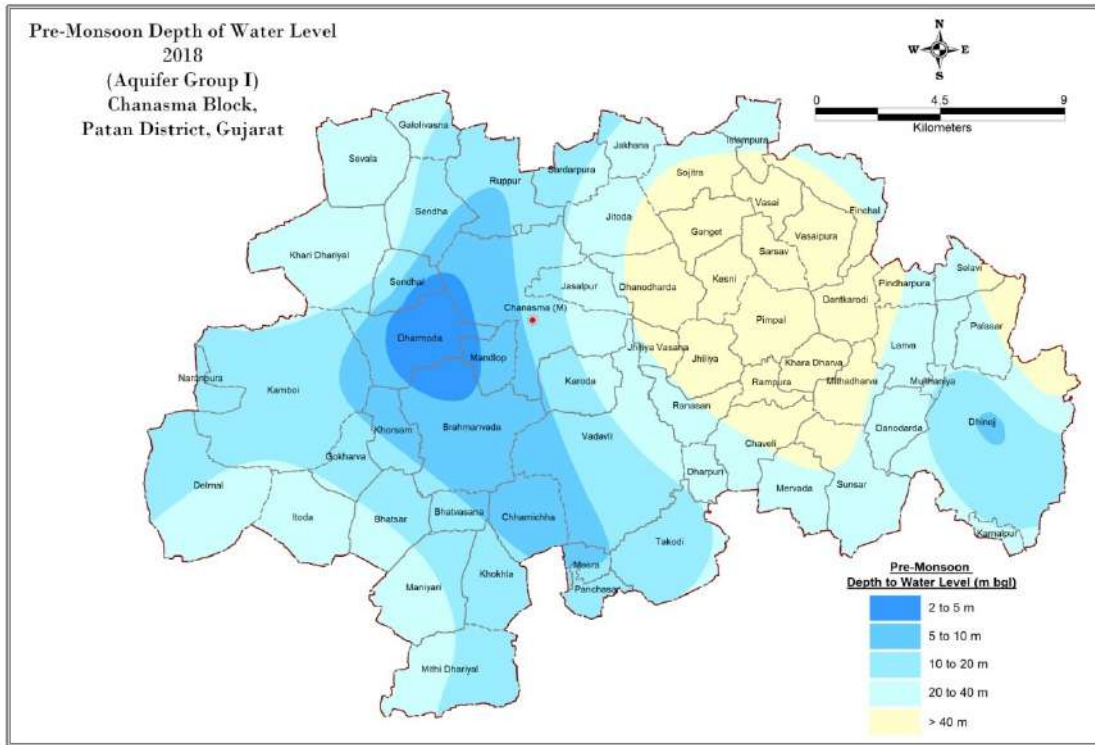 Pre-Monsoon Depth of Water Level
2018
(Aquifer Group I)
Chanasma Block,
Patan District, Gujarat
N
W E
S
0 4.5 9
Kilometers
Galolivasna
Sevala
Ruppur
Sardarpura
Jakhana
Islampura
Sojitra
Sendha
Vasai
Jitoda
Einchal
Ganget
Vasaipura
Khari Dhariyal
Sarsav
Sendhal
Jasalpur
Dhanodharda
Kesni
Dantkarodi
Pindharpura
Selavi
Chanasma (M)
Pimpal
Palasar
Dharmoda
Jhiliya Vasana
Jhiliya
Lanva
Mandlop
Khara Dharva
Naranpura
Kamboi
Karoda
Rampura
Mithadharva
Multhaniya
Ranasan
Dhinoj
Khorsam
Brahmanvada
Vadavli
Chaveli
Danodarda
Gokharva
Dharpuri
Delmal
Mervada
Sunsar
Itoda
Bhatsar
Bhatvasana
Chhamichha
Kamalpur
Takodi
Mesra
Khokhla
Maniyari
Panchasar
Mithi Dhariyal
Pre-Monsoon
Depth to Water Level (m bgl)
2 to 5 m
5 to 10 m
10 to 20 m
20 to 40 m
> 40 m